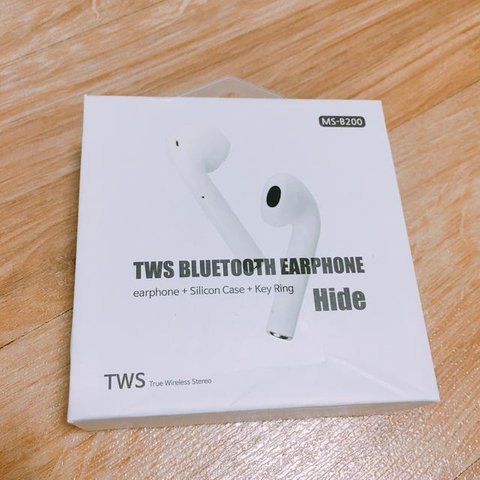 MS-B200
TWS BLUETOOTH EARPHONE
earphone + Silicon Case + Key Ring
Hide
TWS True Wireless Stereo